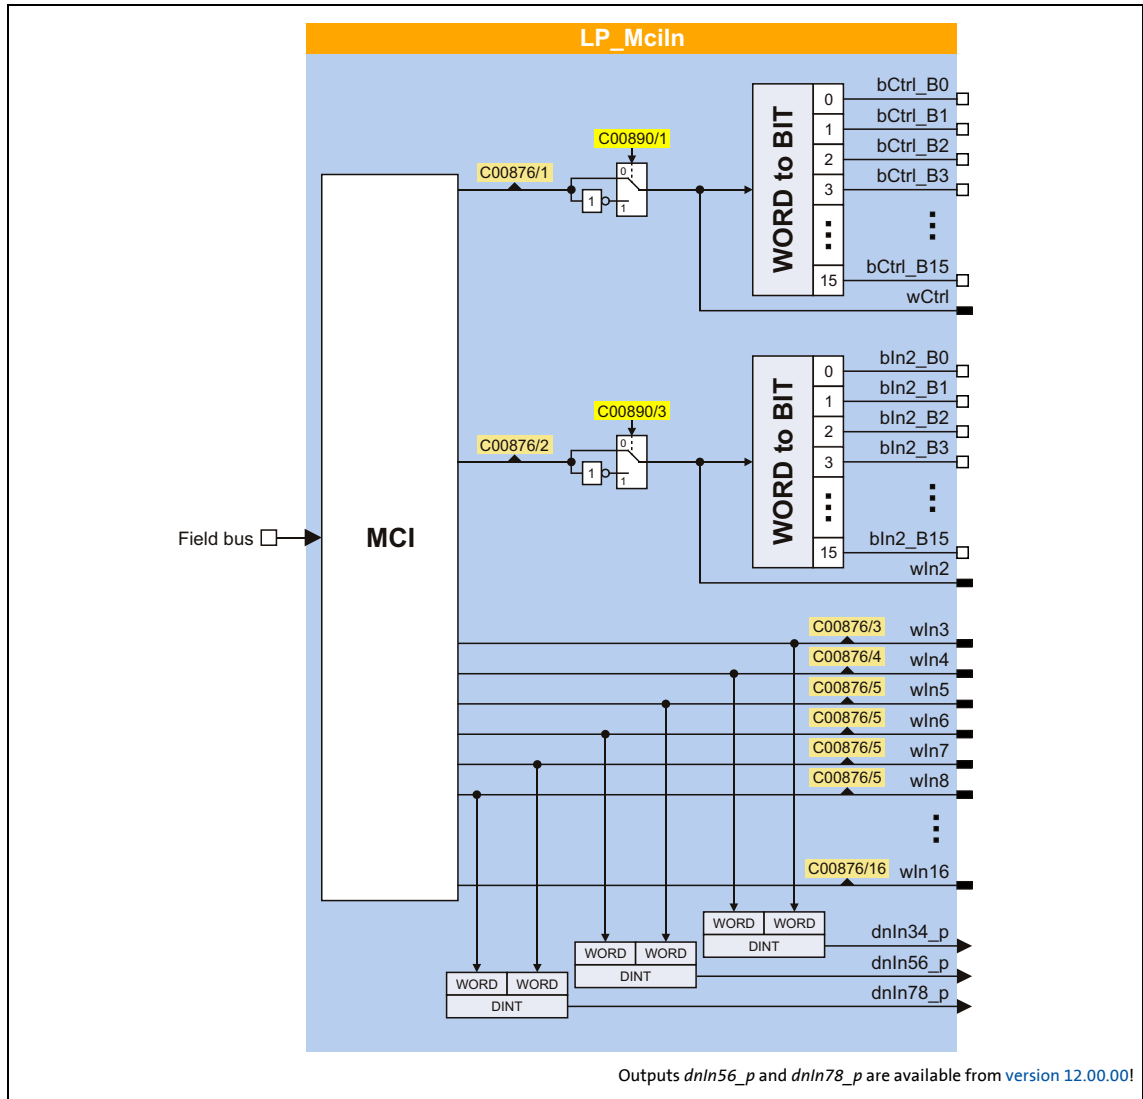 LP_MciIn
bCtrl_B0
0
bCtrl_B1
C00890/1
1
bCtrl_B2
C00876/1
0
WORD to BIT
2
bCtrl_B3
3
1
1
bCtrl_B15
15
wCtrl
bIn2_B0
0
bIn2_B1
C00890/3
1
bIn2_B2
C00876/2
0
WORD to BIT
2
bIn2_B3
3
1
1
Field bus
MCI
bIn2_B15
15
wIn2
C00876/3 wIn3
C00876/4 wIn4
C00876/5 wIn5
C00876/5 wIn6
C00876/5 wIn7
C00876/5 wIn8
C00876/16 wIn16
WORD WORD
DINT
dnIn34_p
WORD WORD
DINT
dnIn56_p
WORD WORD
DINT
dnIn78_p
Outputs dnIn56_p and dnIn78_p are available from version 12.00.00!